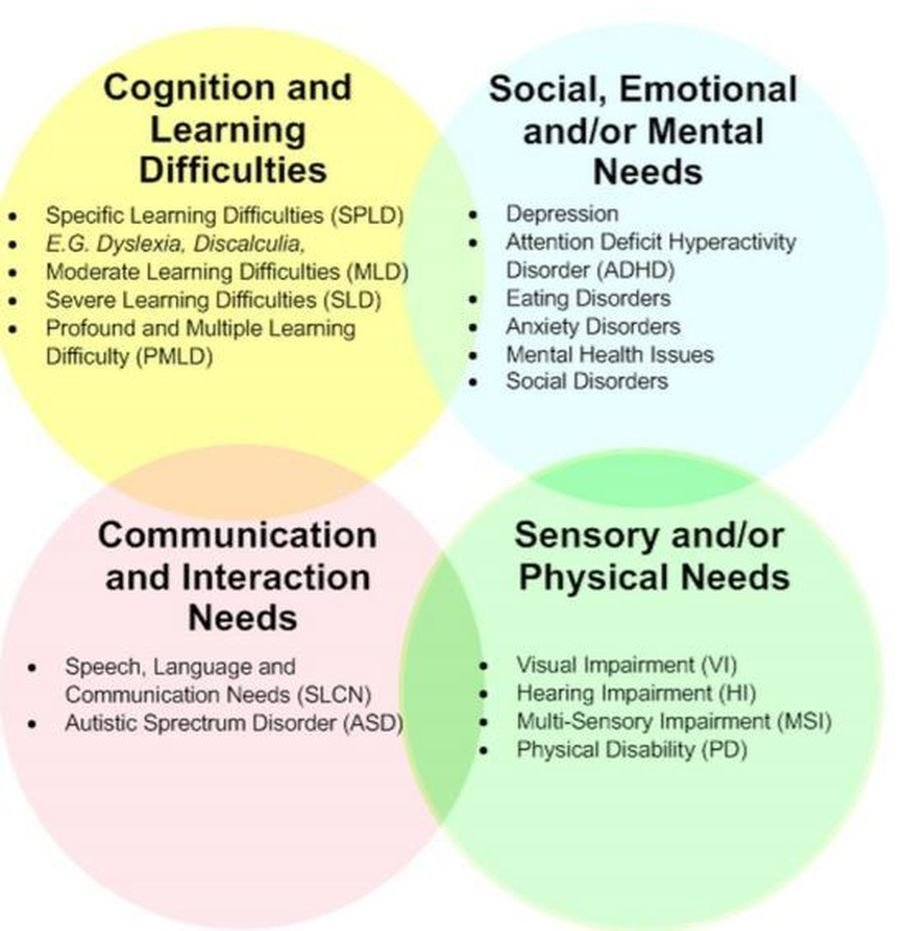 Cognition and
Learning
Difficulties
• Specific Learning Difficulties (SPLD)
• E.G. Dyslexia, Discalculia,
• Moderate Learning Difficulties (MLD)
• Severe Learning Difficulties (SLD)
• Profound and Multiple Learning
Difficulty (PMLD)
Social, Emotional
and/or Mental
Needs
• Depression
• Attention Deficit Hyperactivity
Disorder (ADHD)
• Eating Disorders
• Anxiety Disorders
• Mental Health Issues
• Social Disorders
Communication
and Interaction
Needs
• Speech, Language and
Communication Needs (SLCN)
• Autistic Sprectrum Disorder (ASD)
Sensory and/or
Physical Needs
• Visual Impairment (VI)
• Hearing Impairment (HI)
• Multi-Sensory Impairment (MSI)
• Physical Disability (PD)